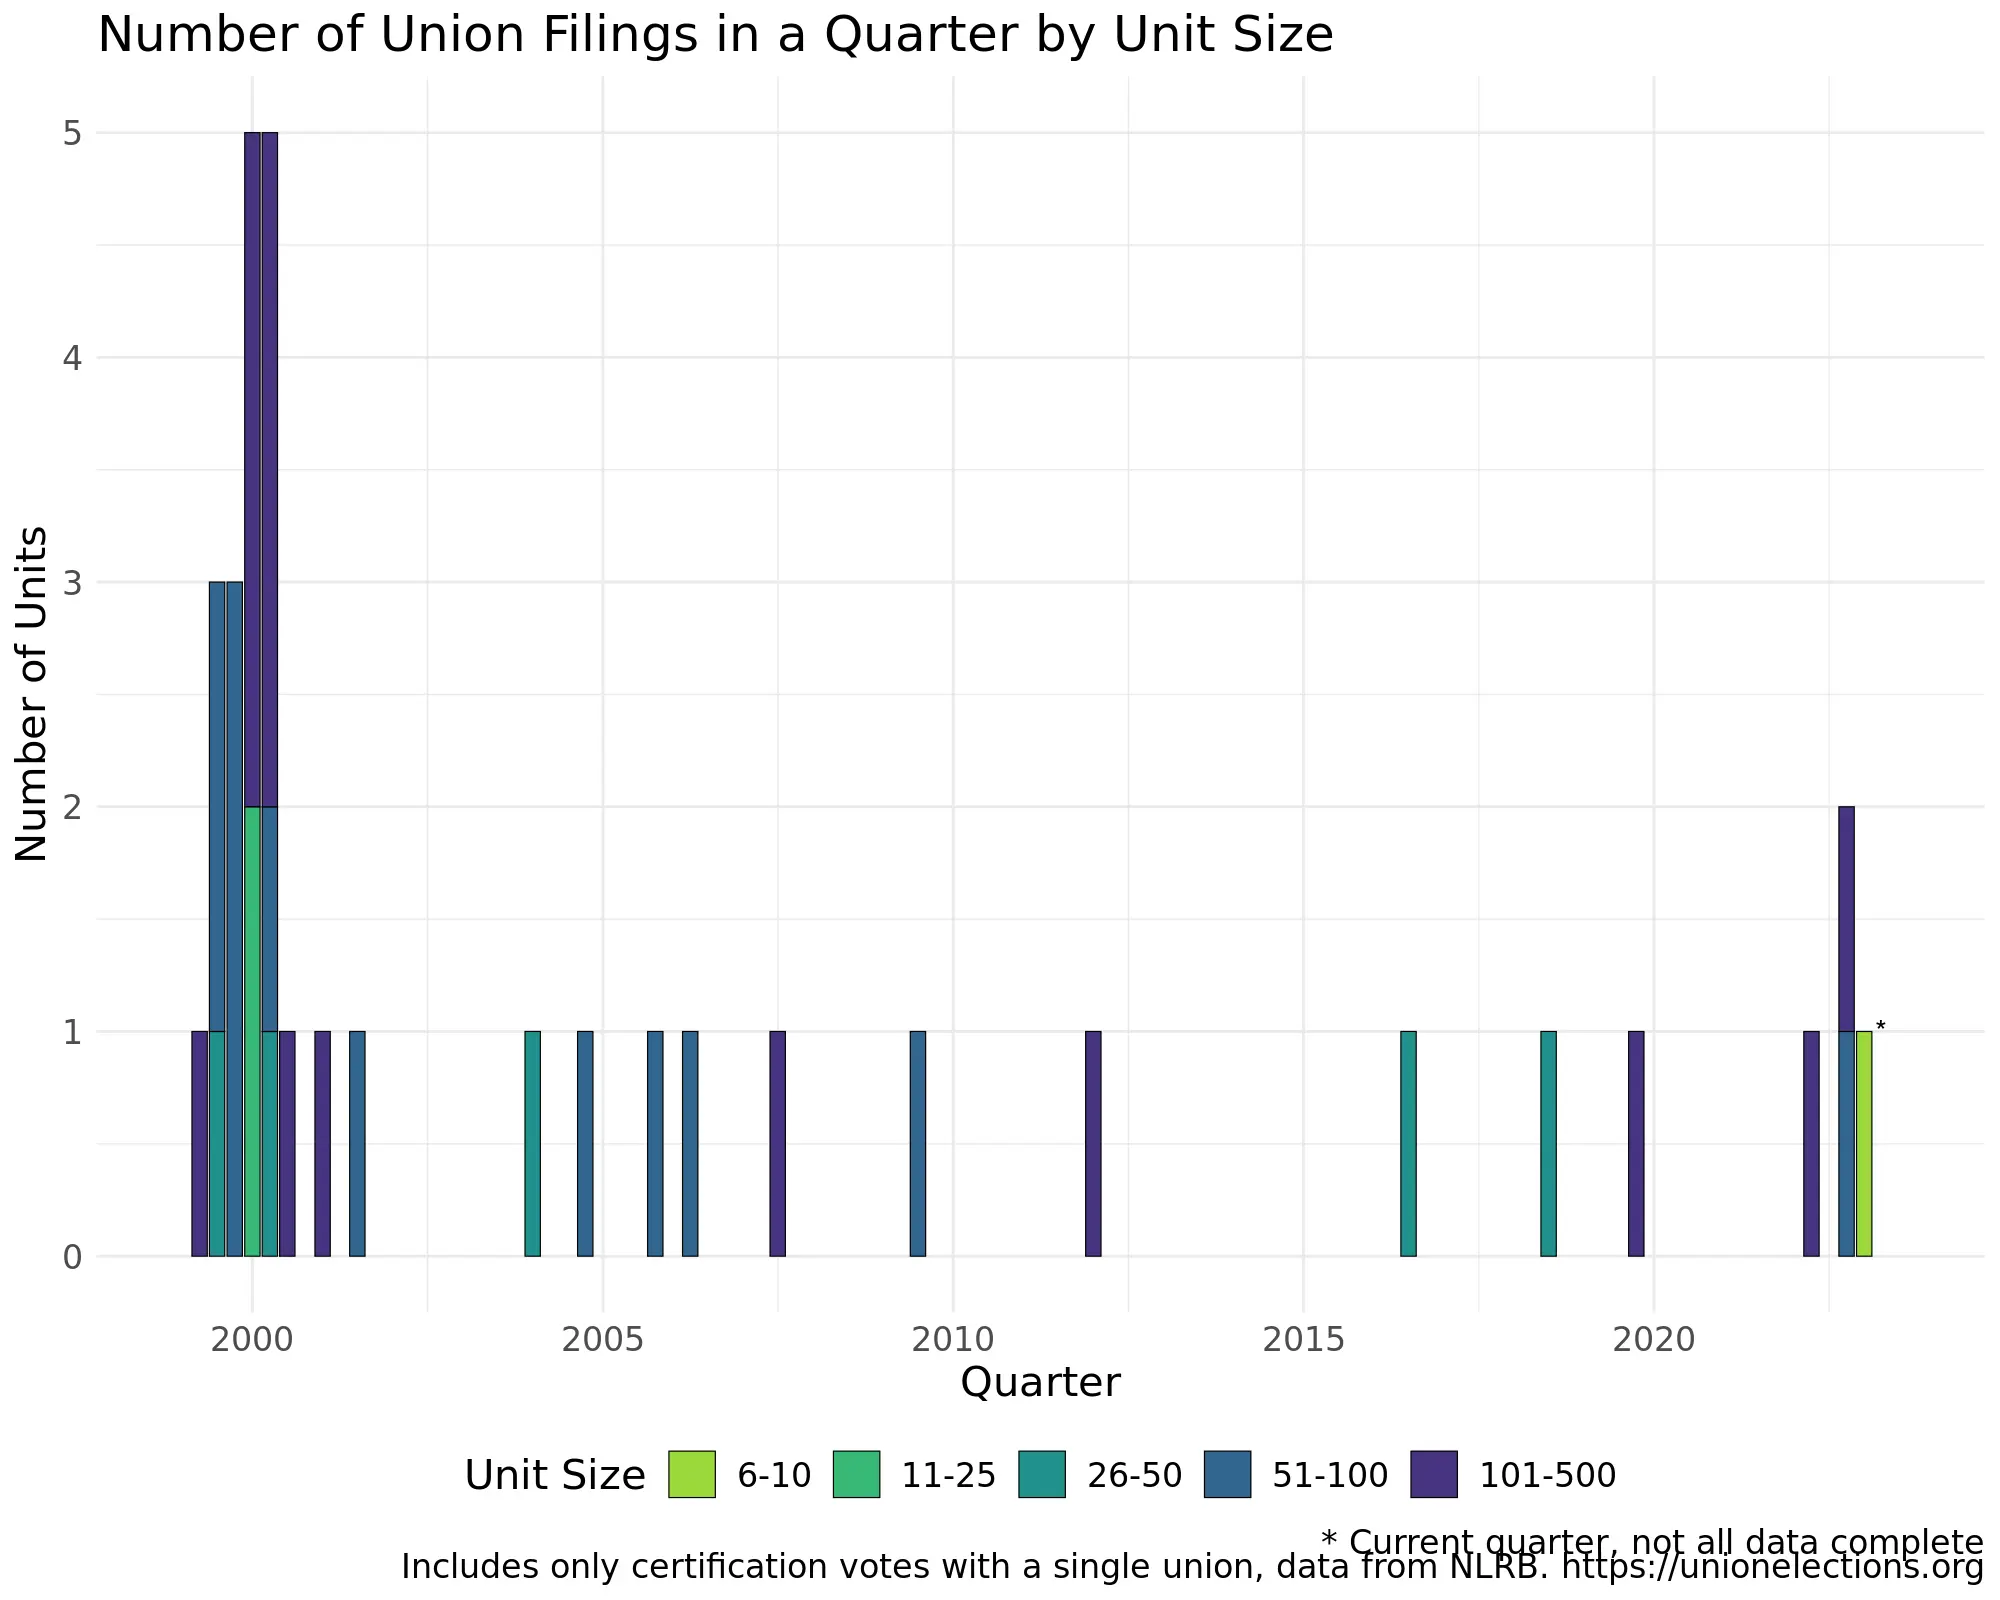 Number of Union Filings in a Quarter by Unit Size
Number of Units
5
4
3
2
1
0
*
2000 2005 2010 2015 2020
Quarter
Unit Size 6-10 11-25 26-50 51-100 101-500
* Current quarter, not all data complete
Includes only certification votes with a single union, data from NLRB. https://unionelections.org